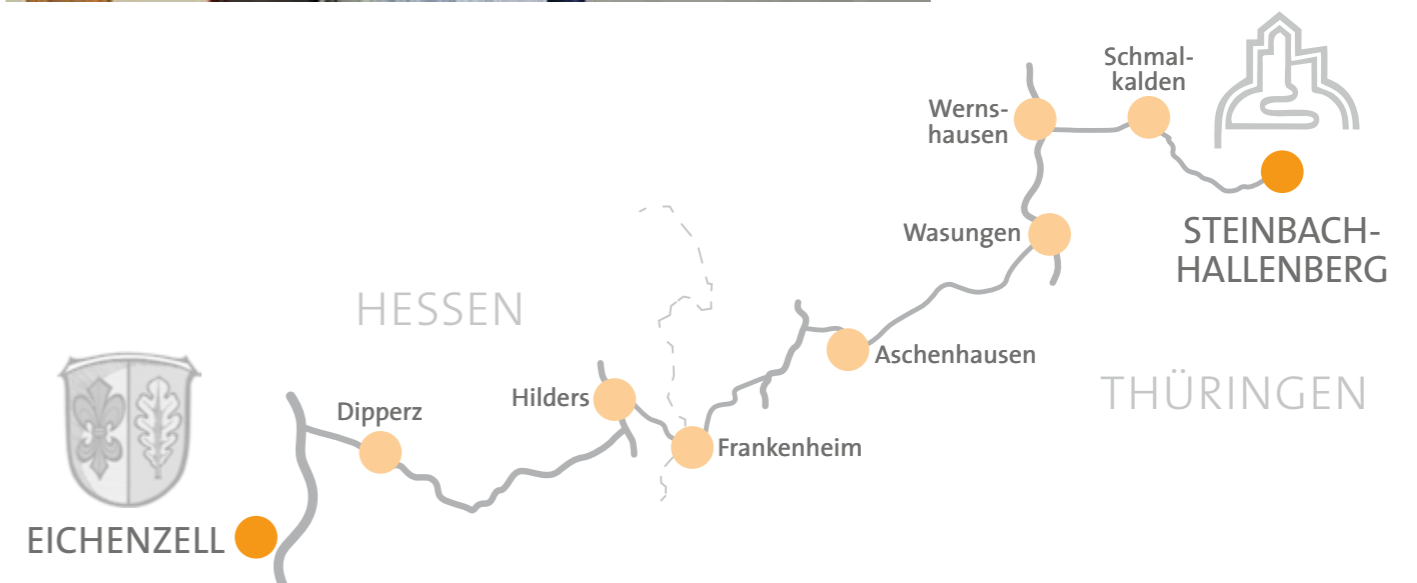 Schmal-
kalden
Werns-
hausen
Wasungen
STEINBACH-
HALLENBERG
HESSEN
Aschenhausen
THÜRINGEN
Hilders
Dipperz
Frankenheim
EICHENZELL